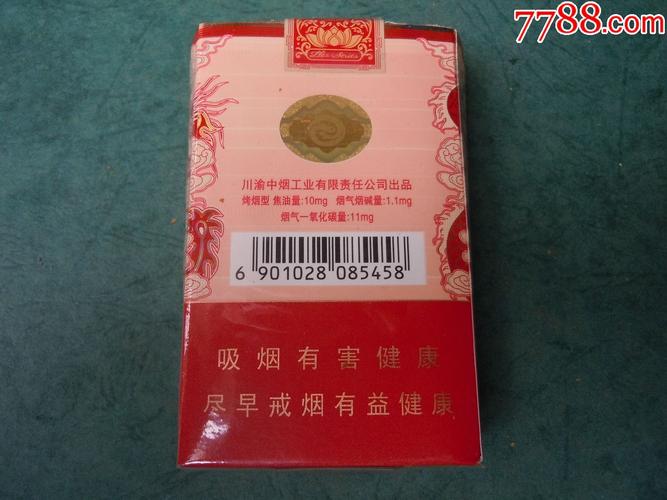 7788.com
川渝中烟工业有限责任公司出品
烤烟型 焦油量:10mg 烟气烟碱量:1.1mg
烟气一氧化碳量:11mg
6 901028 085458
吸烟有害健康
尽早戒烟有益健康